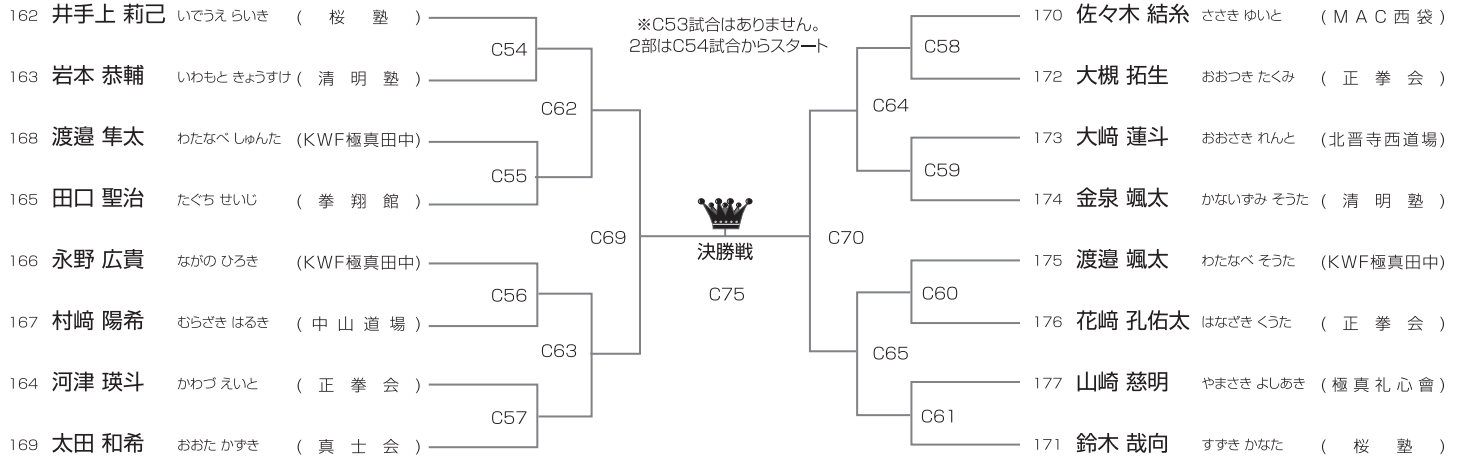 162 井手上 莉己 いでうえ らいき ( 桜 塾 )
163 岩本 恭輔 いわもと きょうすけ ( 清 明 塾 )
168 渡邉 隼太 わたなべ しゅんた (KWF極真田中)
165 田口 聖治 たぐち せいじ ( 拳 翔 館 )
166 永野 広貴 ながの ひろき (KWF極真田中)
167 村﨑 陽希 むらざき はるき ( 中 山 道 場 )
164 河津 瑛斗 かわづ えいと ( 正 拳 会 )
169 太田 和希 おおた かずき ( 真 士 会 )
C54
C55
C56
C57
C62
C63
C69
※C53試合はありません。
2部はC54試合からスタート
決勝戦
C75
C70
C64
C65
C58
C59
C60
C61
170 佐々木 結糸 ささき ゆいと ( M A C 西 袋 )
172 大槻 拓生 おおつき たくみ ( 正 拳 会 )
173 大﨑 蓮斗 おおさき れんと (北晋寺西道場)
174 金泉 颯太 かないずみ そうた ( 清 明 塾 )
175 渡邉 颯太 わたなべ そうた (KWF極真田中)
176 花﨑 孔佑太 はなざき くうた ( 正 拳 会 )
177 山崎 慈明 やまさき よしあき ( 極 真 礼 心 會 )
171 鈴木 哉向 すずき かなた ( 桜 塾 )